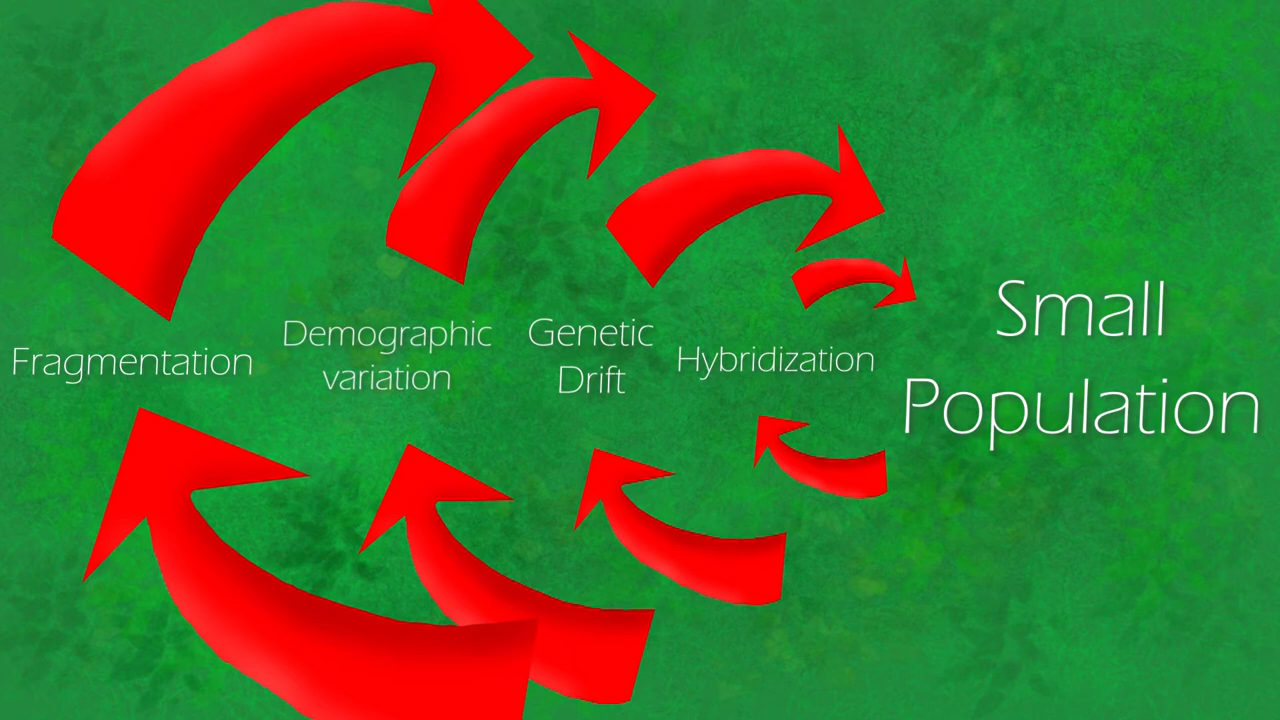 Fragmentation
Demographic
variation
Genetic
Drift
Hybridization
Small
Population